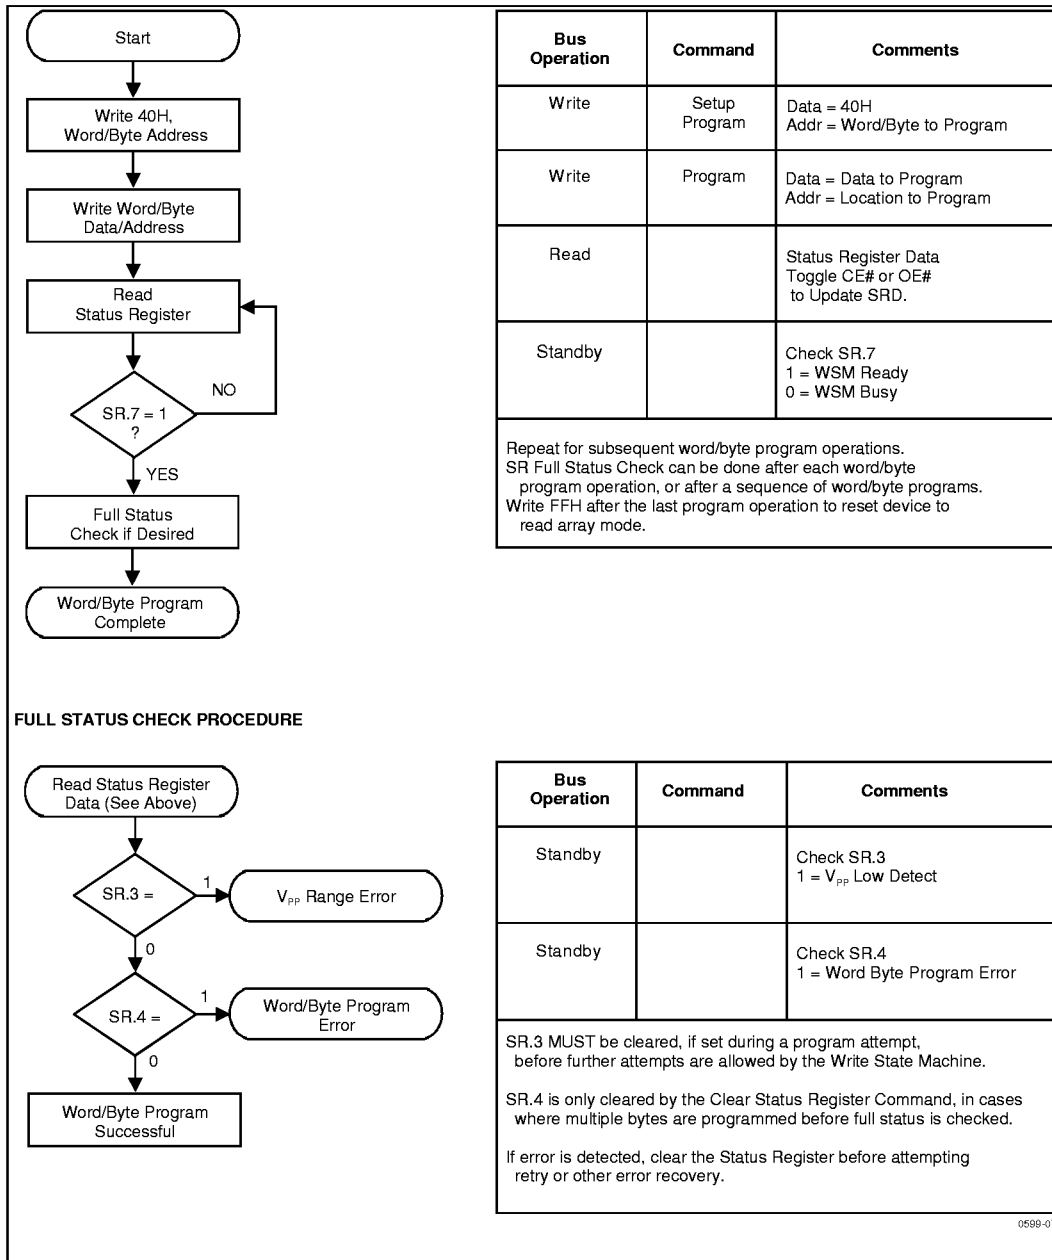 Start
Write 40H,
Word/Byte Address
Write Word/Byte
Data/Address
Read
Status Register
NO
SR.7 = 1
?
YES
Full Status
Check if Desired
Word/Byte Program
Complete
Bus
Operation
Command
Comments
Write
Setup
Program
Data = 40H
Addr = Word/Byte to Program
Write
Program
Data = Data to Program
Addr = Location to Program
Read
Status Register Data
Toggle CE# or OE#
to Update SRD.
Standby
Check SR.7
1 = WSM Ready
0 = WSM Busy
Repeat for subsequent word/byte program operations.
SR Full Status Check can be done after each word/byte
program operation, or after a sequence of word/byte programs.
Write FFH after the last program operation to reset device to
read array mode.
FULL STATUS CHECK PROCEDURE
Read Status Register
Data (See Above)
SR.3 =
1
VPP Range Error
0
SR.4 =
1
Word/Byte Program
Error
0
Word/Byte Program
Successful
Bus
Operation
Command
Comments
Standby
Check SR.3
1 = VPP Low Detect
Standby
Check SR.4
1 = Word Byte Program Error
SR.3 MUST be cleared, if set during a program attempt,
before further attempts are allowed by the Write State Machine.
SR.4 is only cleared by the Clear Status Register Command, in cases
where multiple bytes are programmed before full status is checked.
If error is detected, clear the Status Register before attempting
retry or other error recovery.